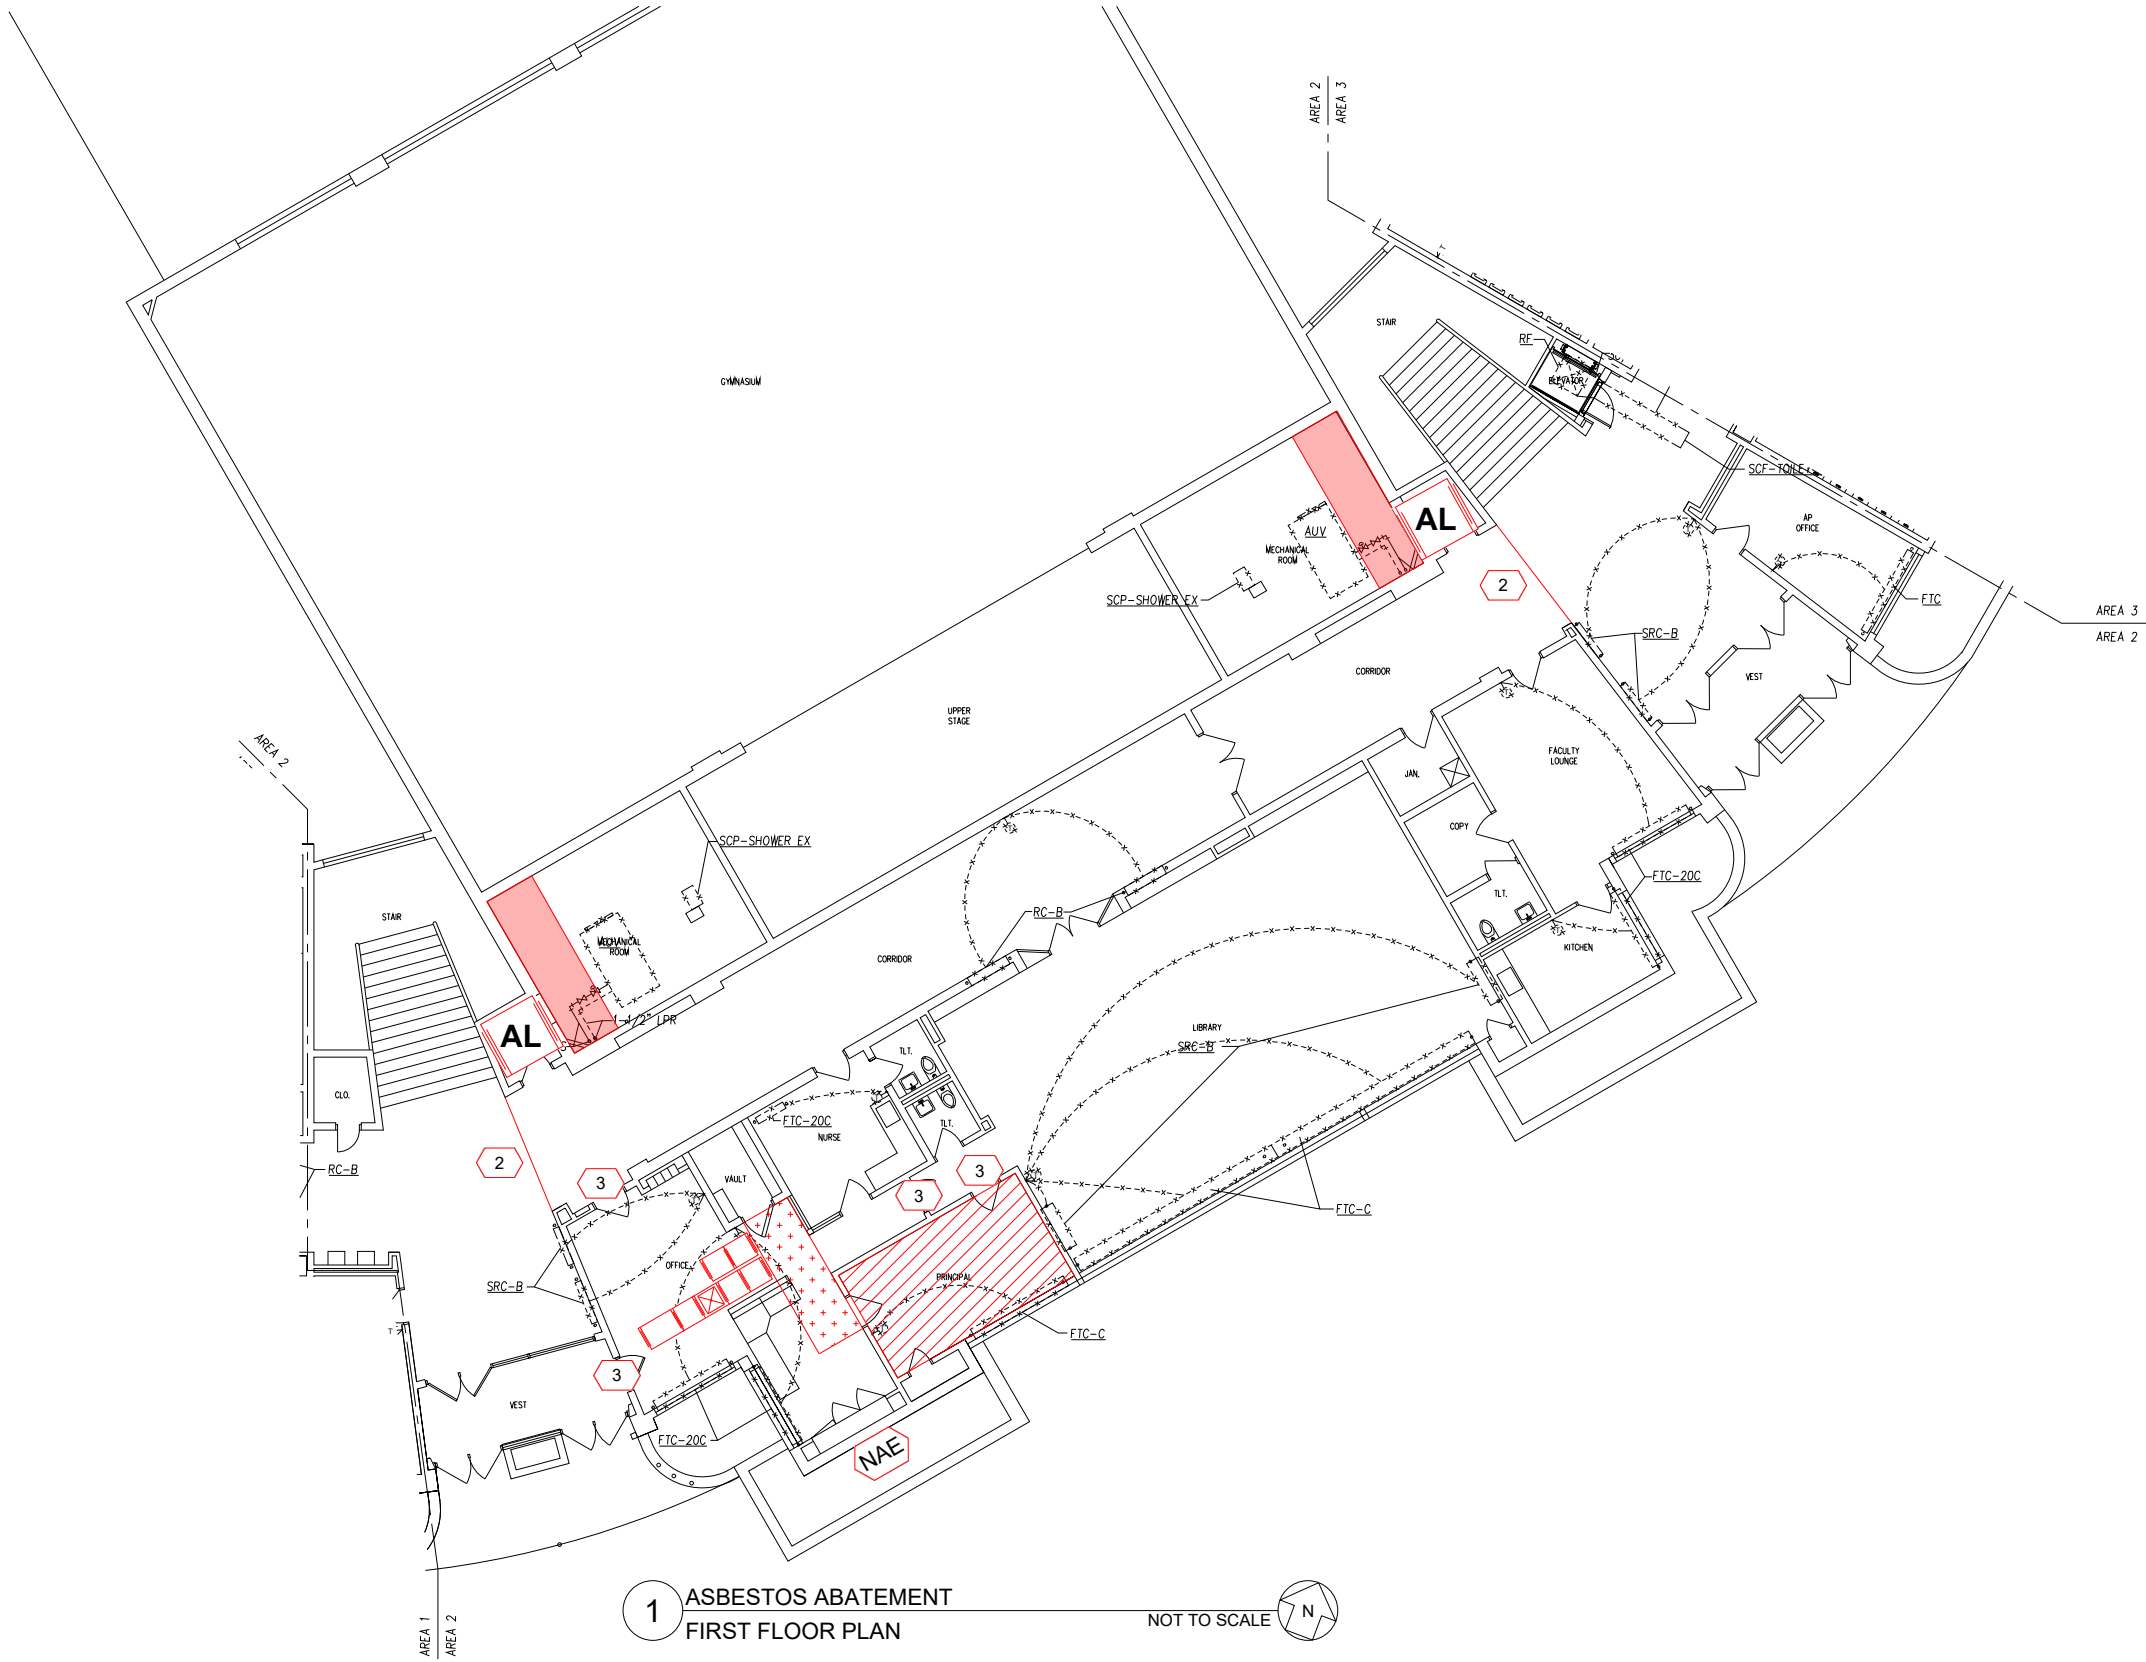 AREA 2
AREA 3
STAIR
RF
ELEVATOR
GYMNASIUM
SCF-TOILE
AP
OFFICE
AL
AUV
MECHANICAL
ROOM
2
SCP-SHOWER EX
FTC
AREA 3
AREA 2
SRC-B
CORRIDOR
VEST
UPPER
STAGE
AREA 2
FACULTY
LOUNGE
JAN.
COPY
SCP-SHOWER EX
FTC-20C
TLT.
RC-B
STAIR
MECHANICAL
ROOM
CORRIDOR
KITCHEN
1-1/2" LPR
AL
LIBRARY
SRC-B
TLT.
CLO.
FTC-20C
NURSE
TLT.
2
RC-B
3
VAULT
3
3
FTC-C
OFFICE
PRINCIPAL
SRC-B
T
FTC-C
3
VEST
FTC-20C
NAE
1
ASBESTOS ABATEMENT
FIRST FLOOR PLAN
NOT TO SCALE
N
AREA 1
AREA 2